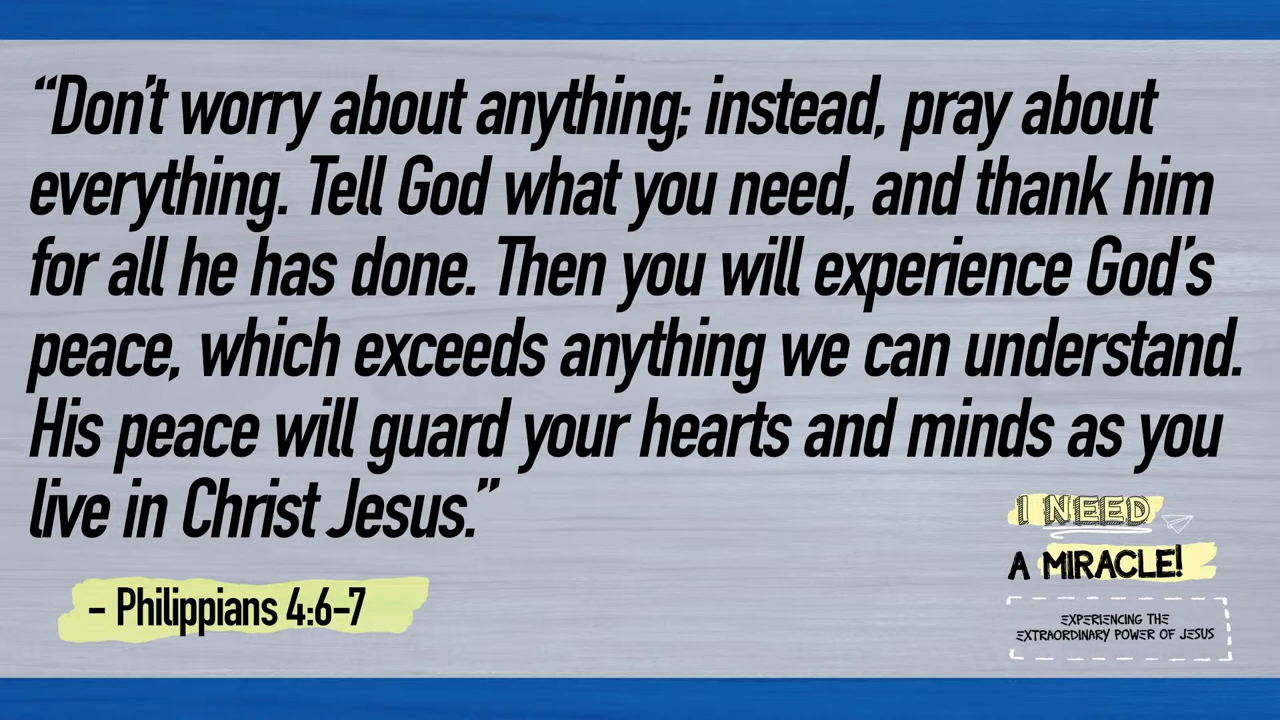 “Don’t worry about anything; instead, pray about
everything. Tell God what you need, and thank him
for all he has done. Then you will experience God’s
peace, which exceeds anything we can understand.
His peace will guard your hearts and minds as you
live in Christ Jesus.”
– Philippians 4:6–7
I NEED
A MIRACLE!
EXPERIENCING THE
EXTRAORDINARY POWER OF JESUS